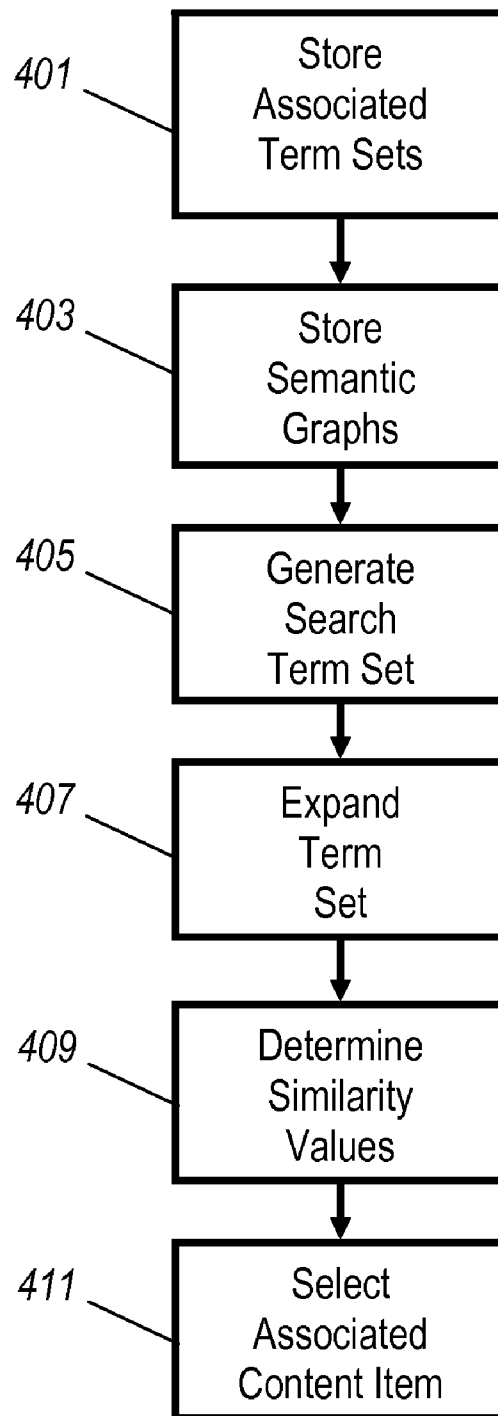 401
Store
Associated
Term Sets
403
Store
Semantic
Graphs
405
Generate
Search
Term Set
407
Expand
Term
Set
409
Determine
Similarity
Values
411
Select
Associated
Content Item